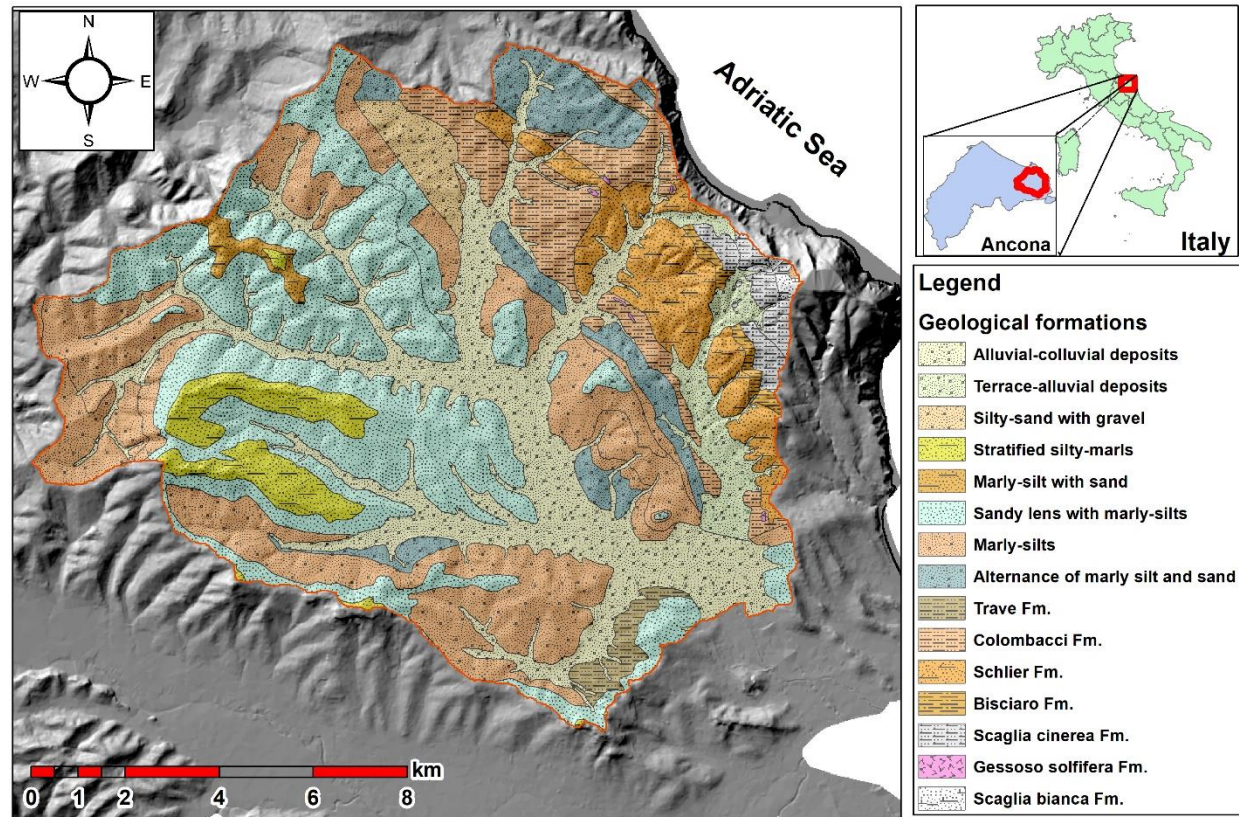 N
W
E
S
Adriatic Sea
km
0 1 2 4 6 8
Ancona
Italy
Legend
Geological formations
Alluvial-colluvial deposits
Terrace-alluvial deposits
Silty-sand with gravel
Stratified silty-marls
Marly-silt with sand
Sandy lens with marly-silts
Marly-silts
Alternance of marly silt and sand
Trave Fm.
Colombacci Fm.
Schlier Fm.
Bisciaro Fm.
Scaglia cinerea Fm.
Gessoso solfifera Fm.
Scaglia bianca Fm.